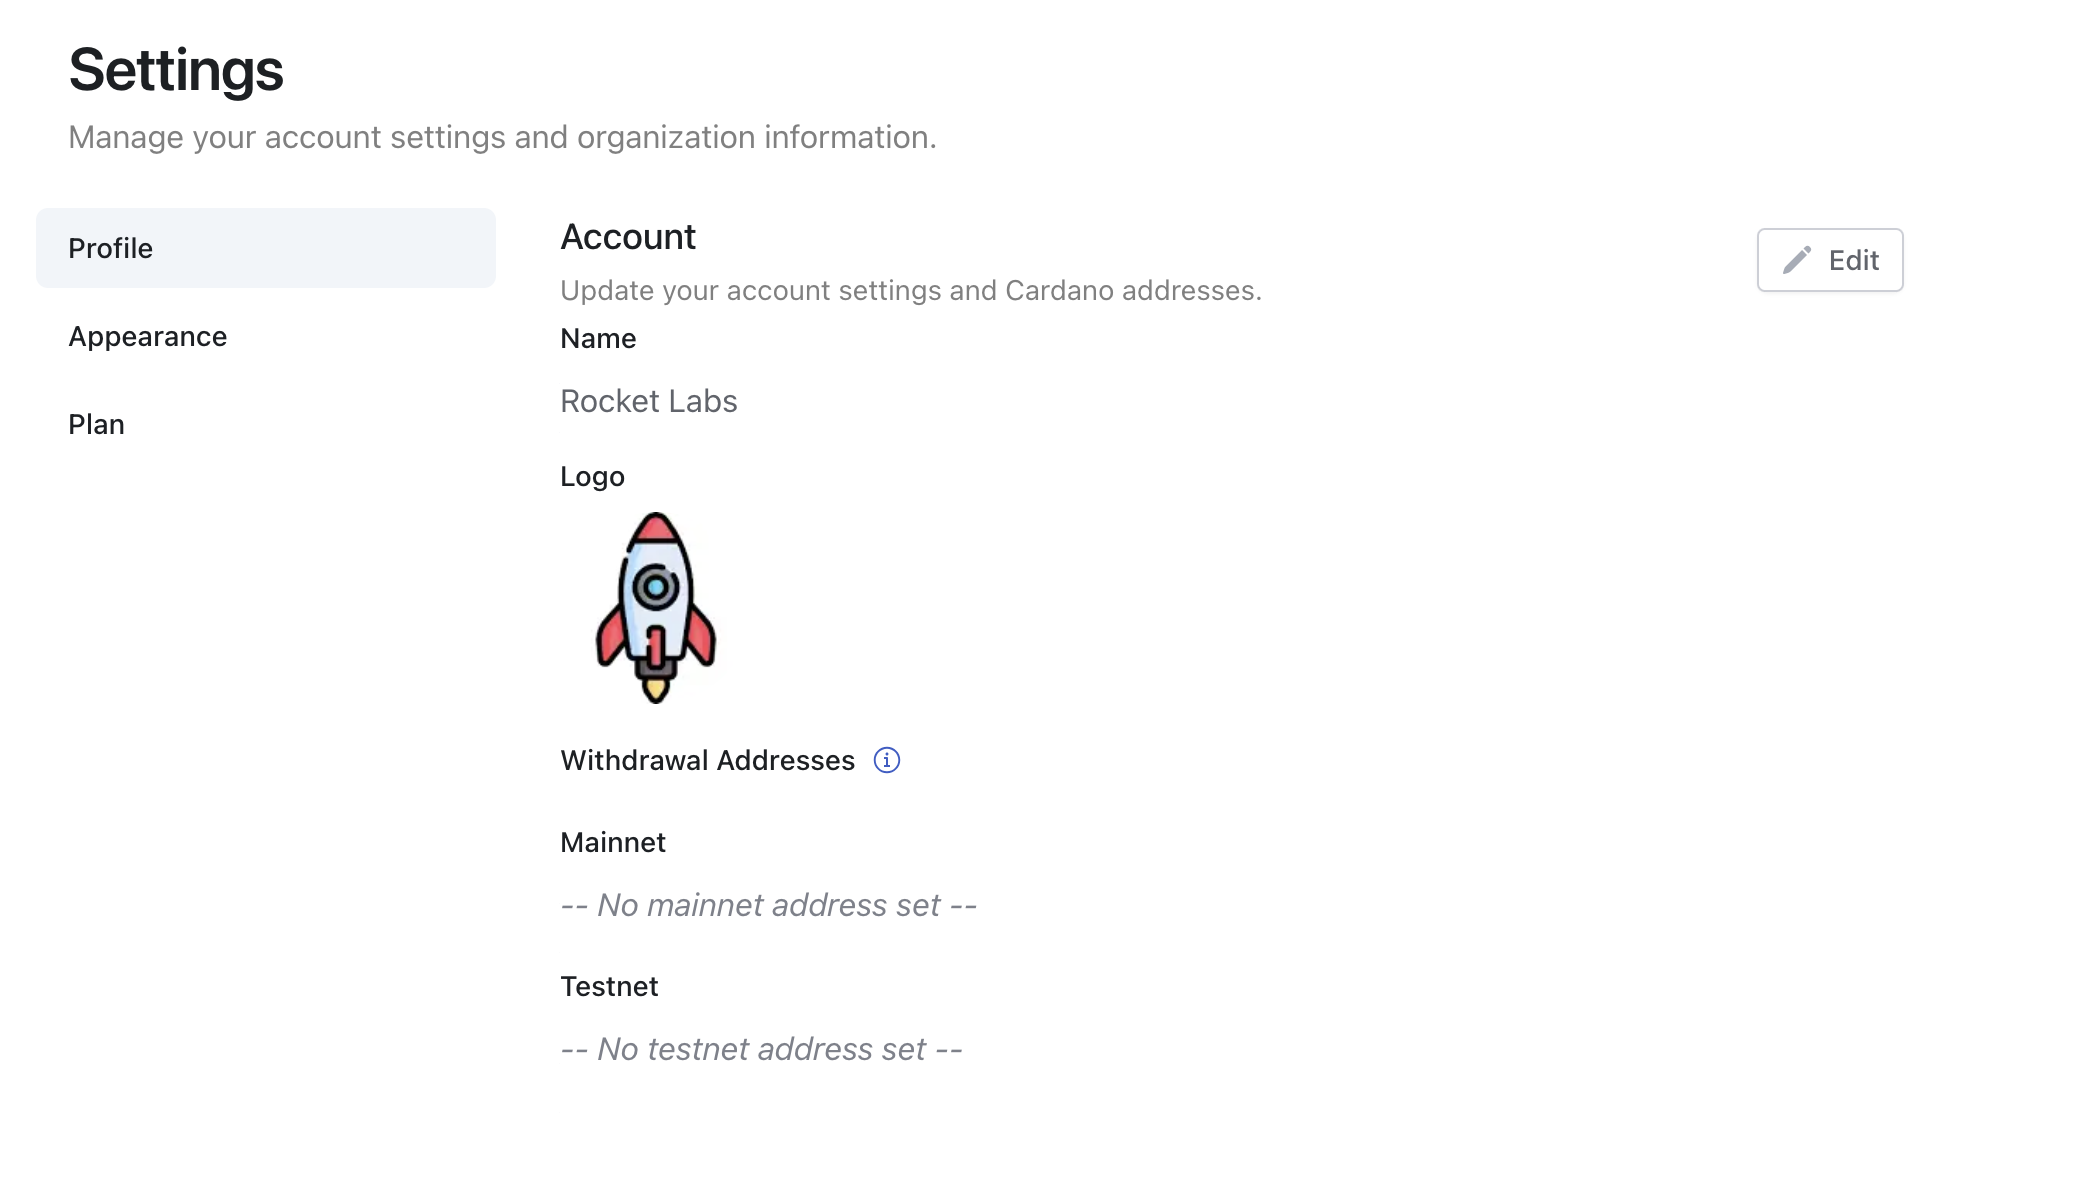 Settings
Manage your account settings and organization information.
Profile
Appearance
Plan
Account
Update your account settings and Cardano addresses.
Edit
Name
Rocket Labs
Logo
Withdrawal Addresses
Mainnet
-- No mainnet address set --
Testnet
-- No testnet address set --